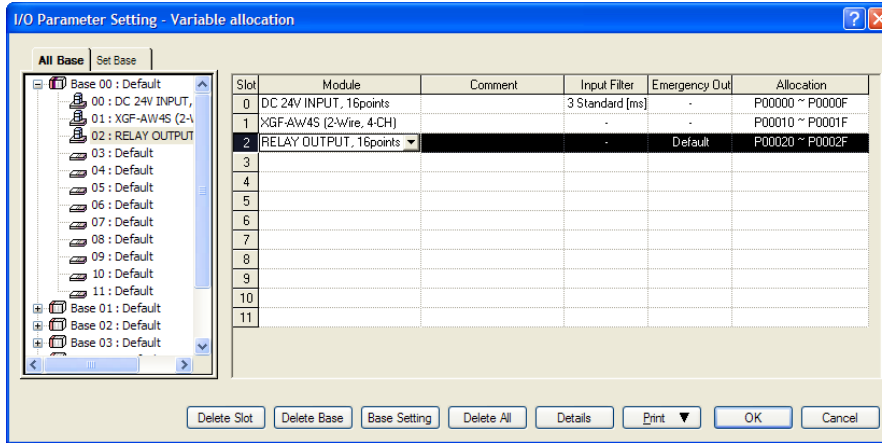 I/O Parameter Setting - Variable allocation
All Base Set Base
Base 00 : Default
00 : DC 24V INPUT,
01 : XGF-AW4S (2-V
02 : RELAY OUTPUT
03 : Default
04 : Default
05 : Default
06 : Default
07 : Default
08 : Default
09 : Default
10 : Default
11 : Default
Base 01 : Default
Base 02 : Default
Base 03 : Default
Slot Module Comment Input Filter Emergency Out Allocation
0 DC 24V INPUT, 16points 3 Standard [ms] - P00000 ~ P0000F
1 XGF-AW4S (2-Wire, 4-CH) - - P00010 ~ P0001F
2 RELAY OUTPUT, 16points - Default P00020 ~ P0002F
3
4
5
6
7
8
9
10
11
Delete Slot Delete Base Base Setting Delete All Details Print ▼ OK Cancel